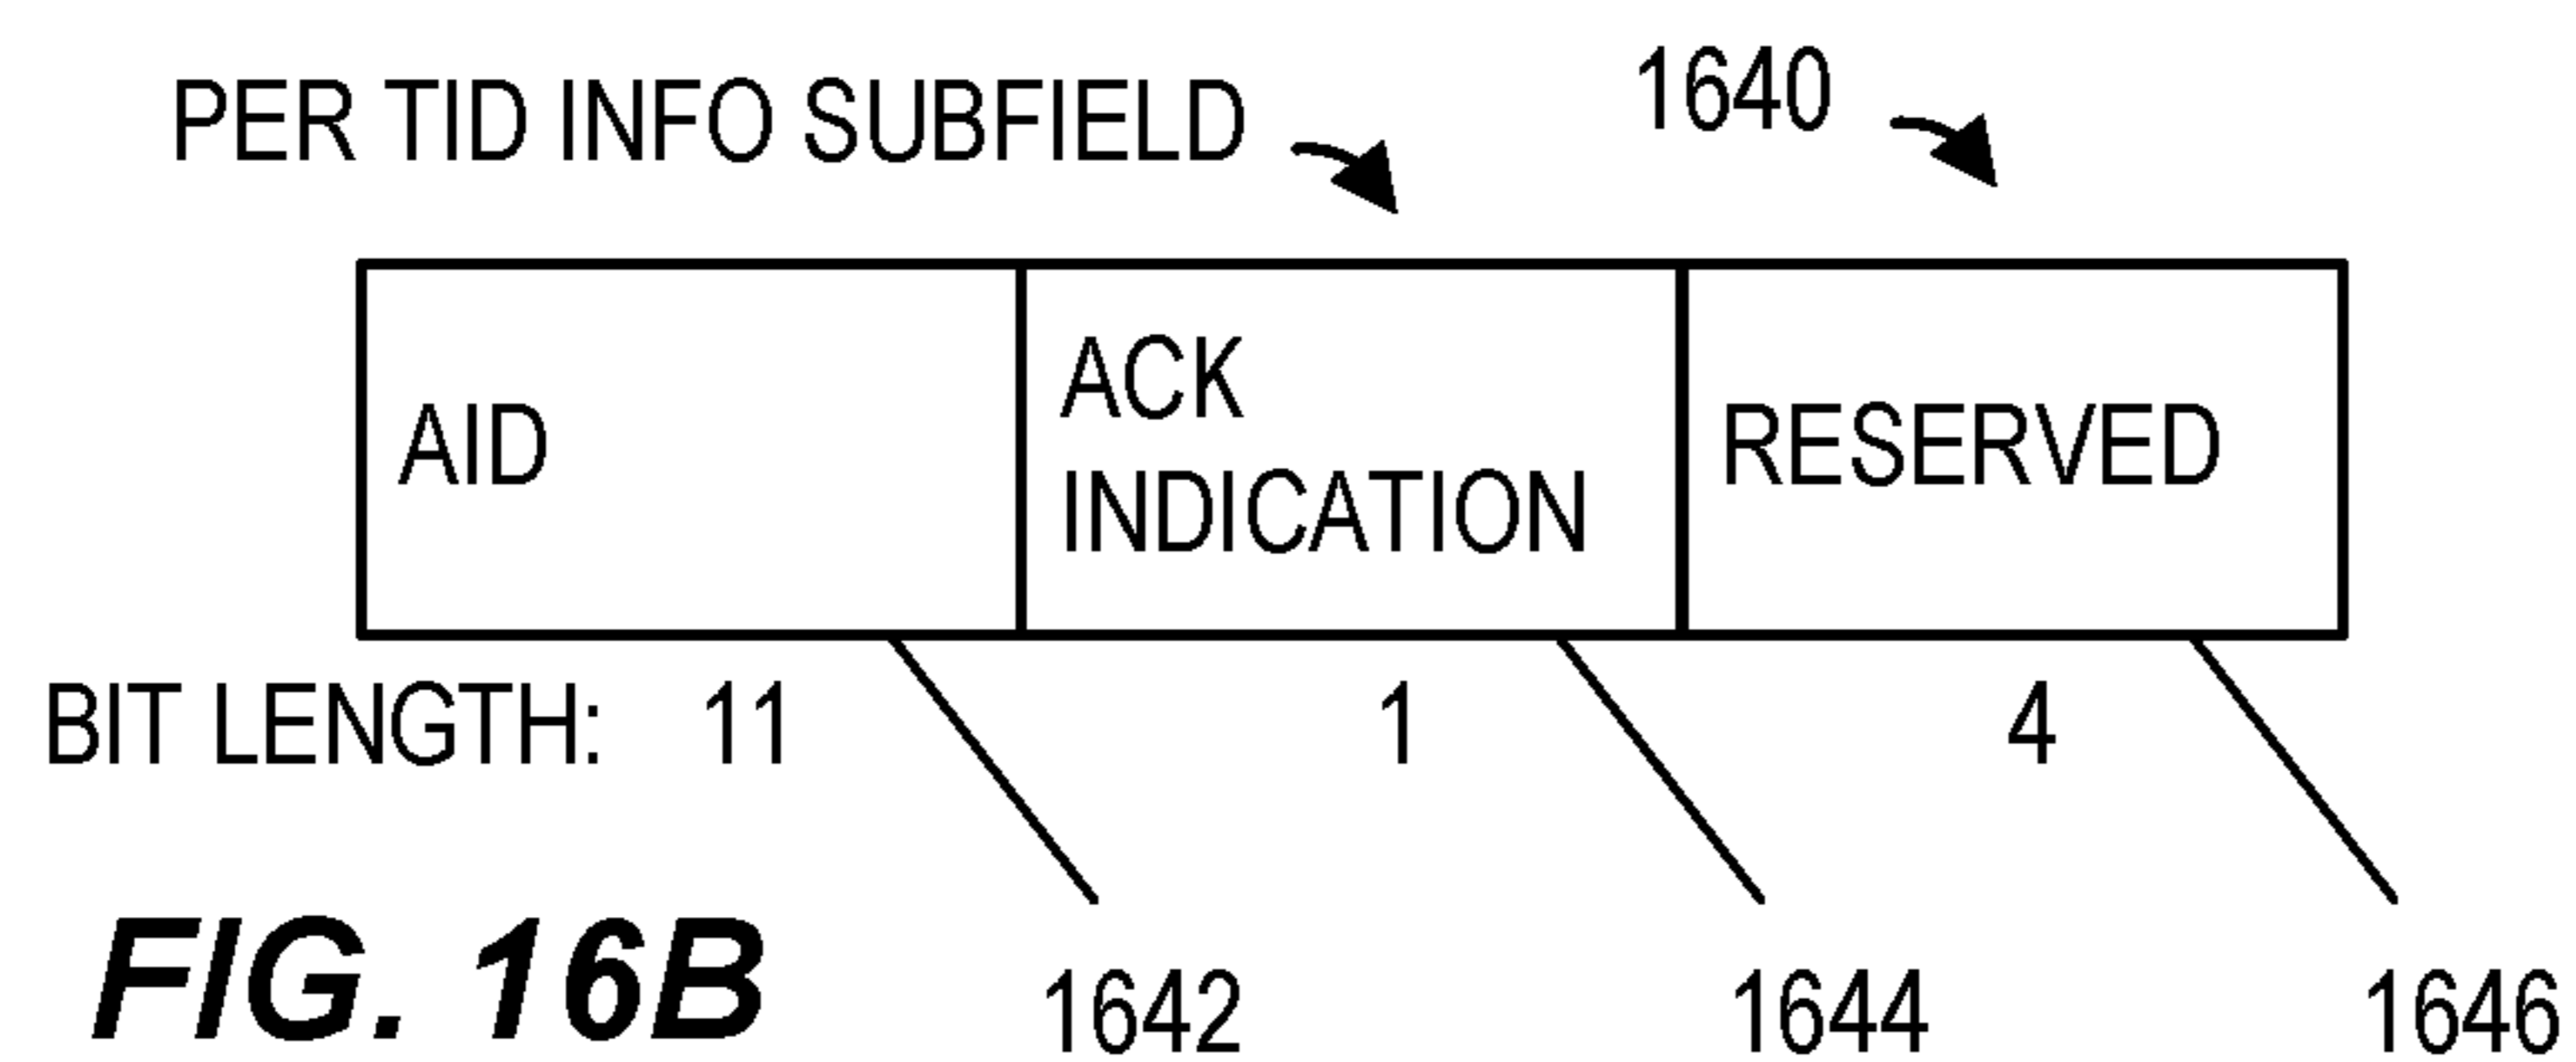 PER TID INFO SUBFIELD 1640
AID
ACK
INDICATION
RESERVED
BIT LENGTH: 11 1 4
1642 1644 1646
FIG. 16B